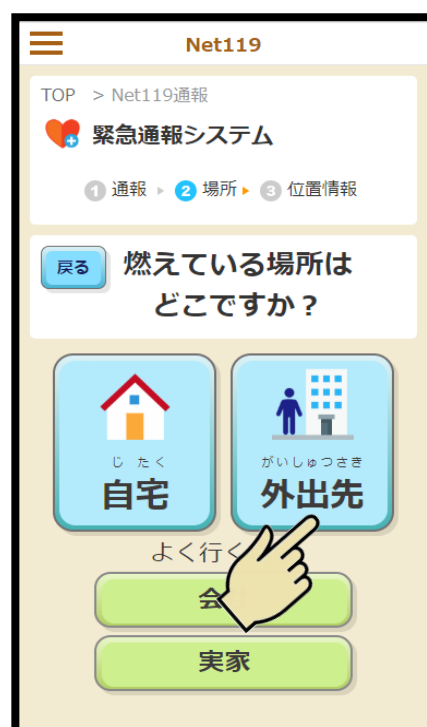 Net119
TOP > Net119通報
緊急通報システム
1 通報 ▸ 2 場所 ▸ 3 位置情報
戻る
燃えている場所は
どこですか？
じたく
自宅
がいしゅつさき
外出先
よく行く
会
実家